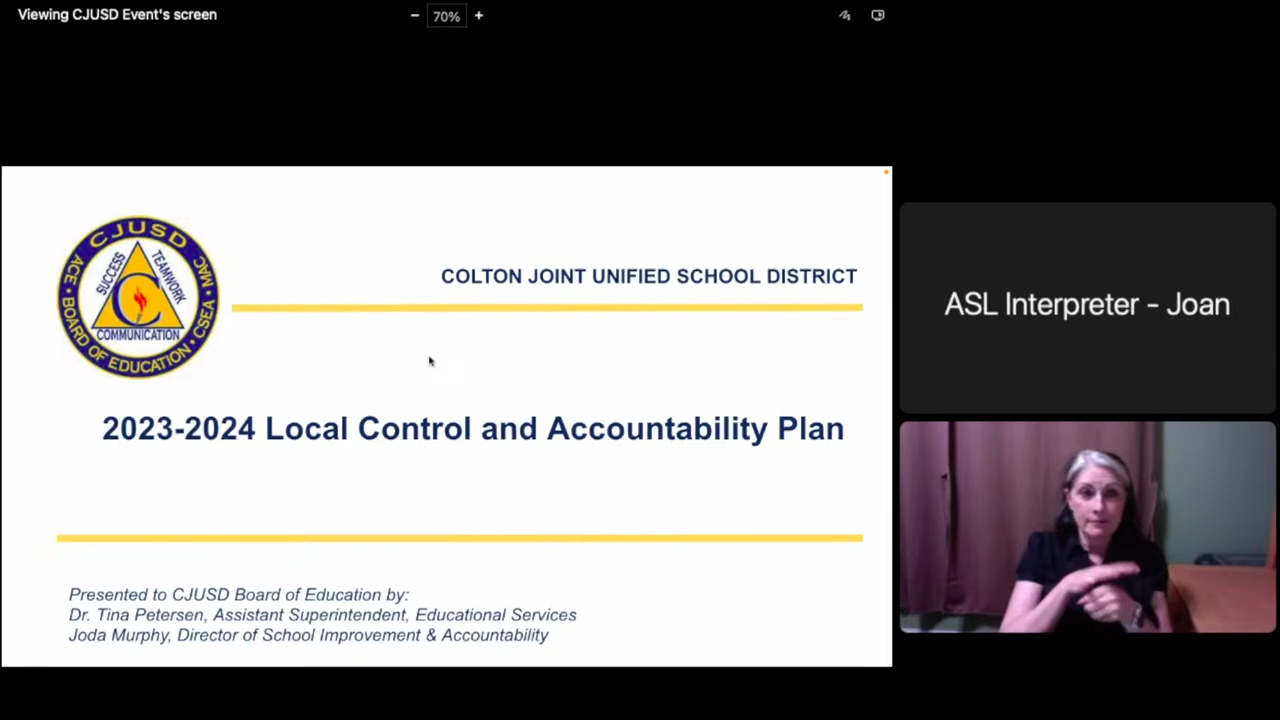 Viewing CJUSD Event's screen
− 70% +
CJUSD
ACE • BOARD OF EDUCATION • CSEA • MAC
SUCCESS
TEAMWORK
C
COMMUNICATION
COLTON JOINT UNIFIED SCHOOL DISTRICT
2023-2024 Local Control and Accountability Plan
Presented to CJUSD Board of Education by:
Dr. Tina Petersen, Assistant Superintendent, Educational Services
Joda Murphy, Director of School Improvement & Accountability
ASL Interpreter - Joan